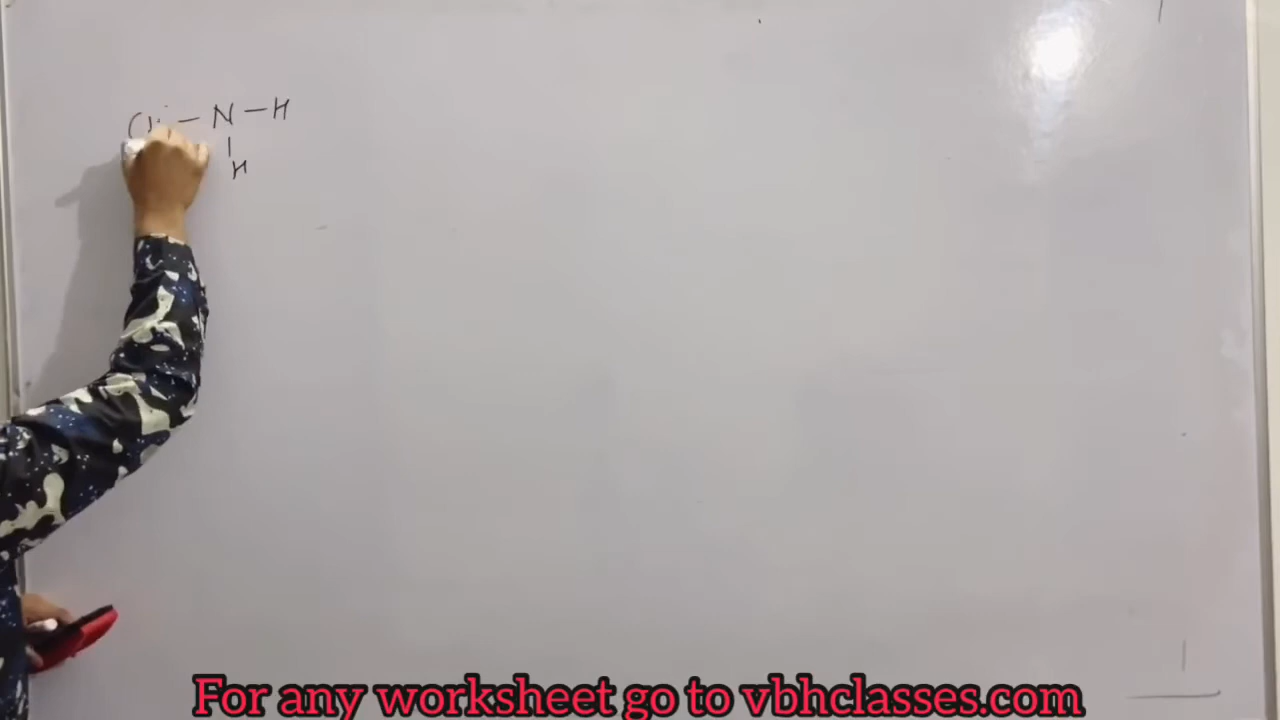 — N — H
|
H
For any worksheet go to vbhclasses.com